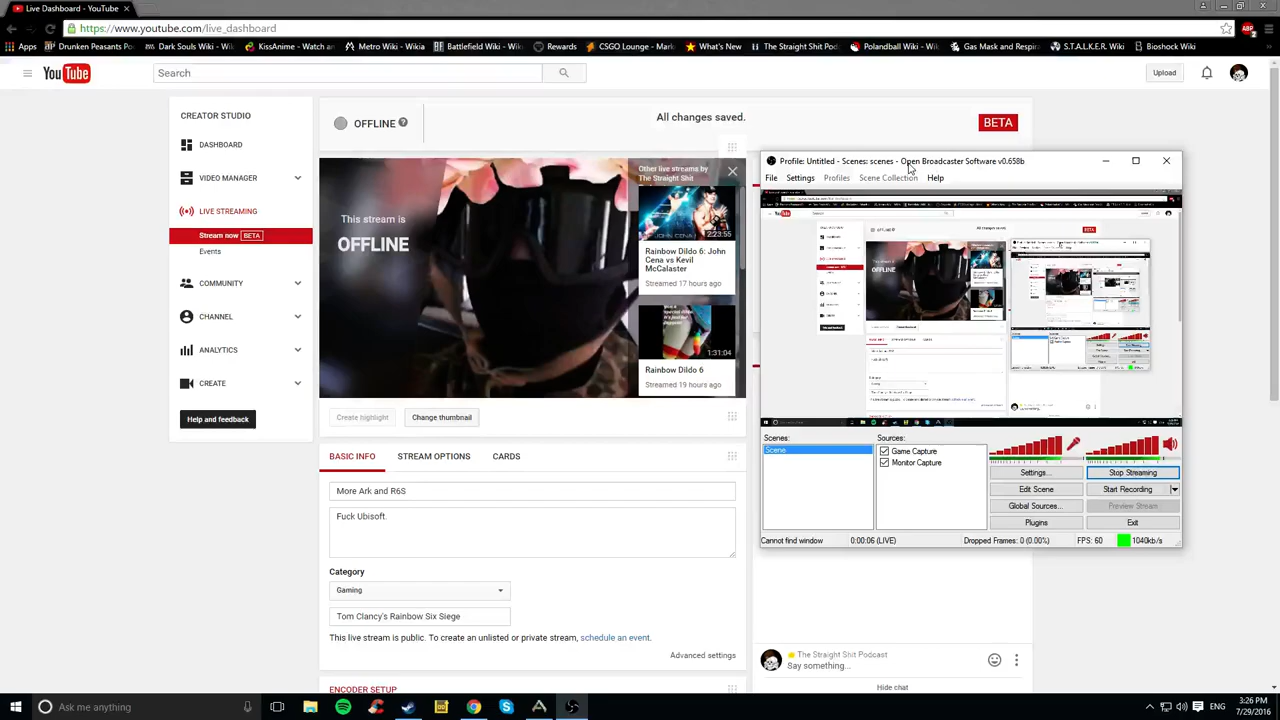 Live Dashboard - YouTube
https://www.youtube.com/live_dashboard
Apps
Drunken Peasants Po
Dark Souls Wiki - Wiki
KissAnime - Watch an
Metro Wiki - Wikia
Battlefield Wiki - Wiki
Rewards
CSGO Lounge - Mark
What's New
The Straight Shit Pod
Polandball Wiki - Wiki
Gas Mask and Respir
S.T.A.L.K.E.R. Wiki
Bioshock Wiki
YouTube
Search
Upload
CREATOR STUDIO
DASHBOARD
VIDEO MANAGER
LIVE STREAMING
Stream now BETA
Events
COMMUNITY
CHANNEL
ANALYTICS
CREATE
Help and feedback
OFFLINE
All changes saved.
BETA
This stream is
OFFLINE
Other live streams by
The Straight Shit
2:23:55
Rainbow Dildo 6: John
Cena vs Kevil
McCalaster
Streamed 17 hours ago
1:31:04
Rainbow Dildo 6
Streamed 19 hours ago
Create highlight
Change thumbnail
BASIC INFO
STREAM OPTIONS
CARDS
More Ark and R6S
Fuck Ubisoft.
Category
Gaming
Tom Clancy's Rainbow Six Siege
This live stream is public. To create an unlisted or private stream, schedule an event.
Advanced settings
ENCODER SETUP
Profile: Untitled - Scenes: scenes - Open Broadcaster Software v0.658b
File
Settings
Profiles
Scene Collection
Help
Scenes:
Scene
Sources:
Game Capture
Monitor Capture
Settings...
Stop Streaming
Edit Scene
Start Recording
Global Sources...
Preview Stream
Plugins
Exit
Cannot find window
0:00:06 (LIVE)
Dropped Frames: 0 (0.00%)
FPS: 60
1040kb/s
The Straight Shit Podcast
Say something...
Hide chat
Ask me anything
ENG
3:26 PM
7/29/2016